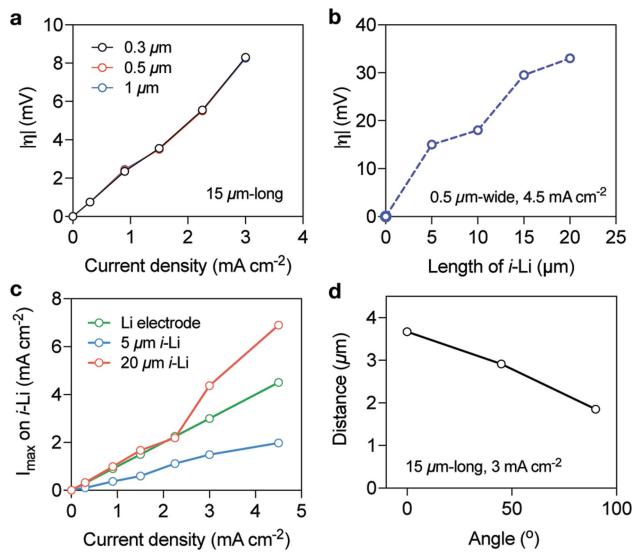 a
|η| (mV)
10
8
6
4
2
0
0.3 µm
0.5 µm
1 µm
15 µm-long
0 1 2 3 4
Current density (mA cm-2)
b
|η| (mV)
40
30
20
10
0
0.5 µm-wide, 4.5 mA cm-2
0 5 10 15 20 25
Length of i-Li (µm)
c
Imax on i-Li (mA cm-2)
8
6
4
2
0
Li electrode
5 µm i-Li
20 µm i-Li
0 1 2 3 4 5
Current density (mA cm-2)
d
Distance (µm)
5
4
3
2
1
0
15 µm-long, 3 mA cm-2
0 50 100
Angle (o)